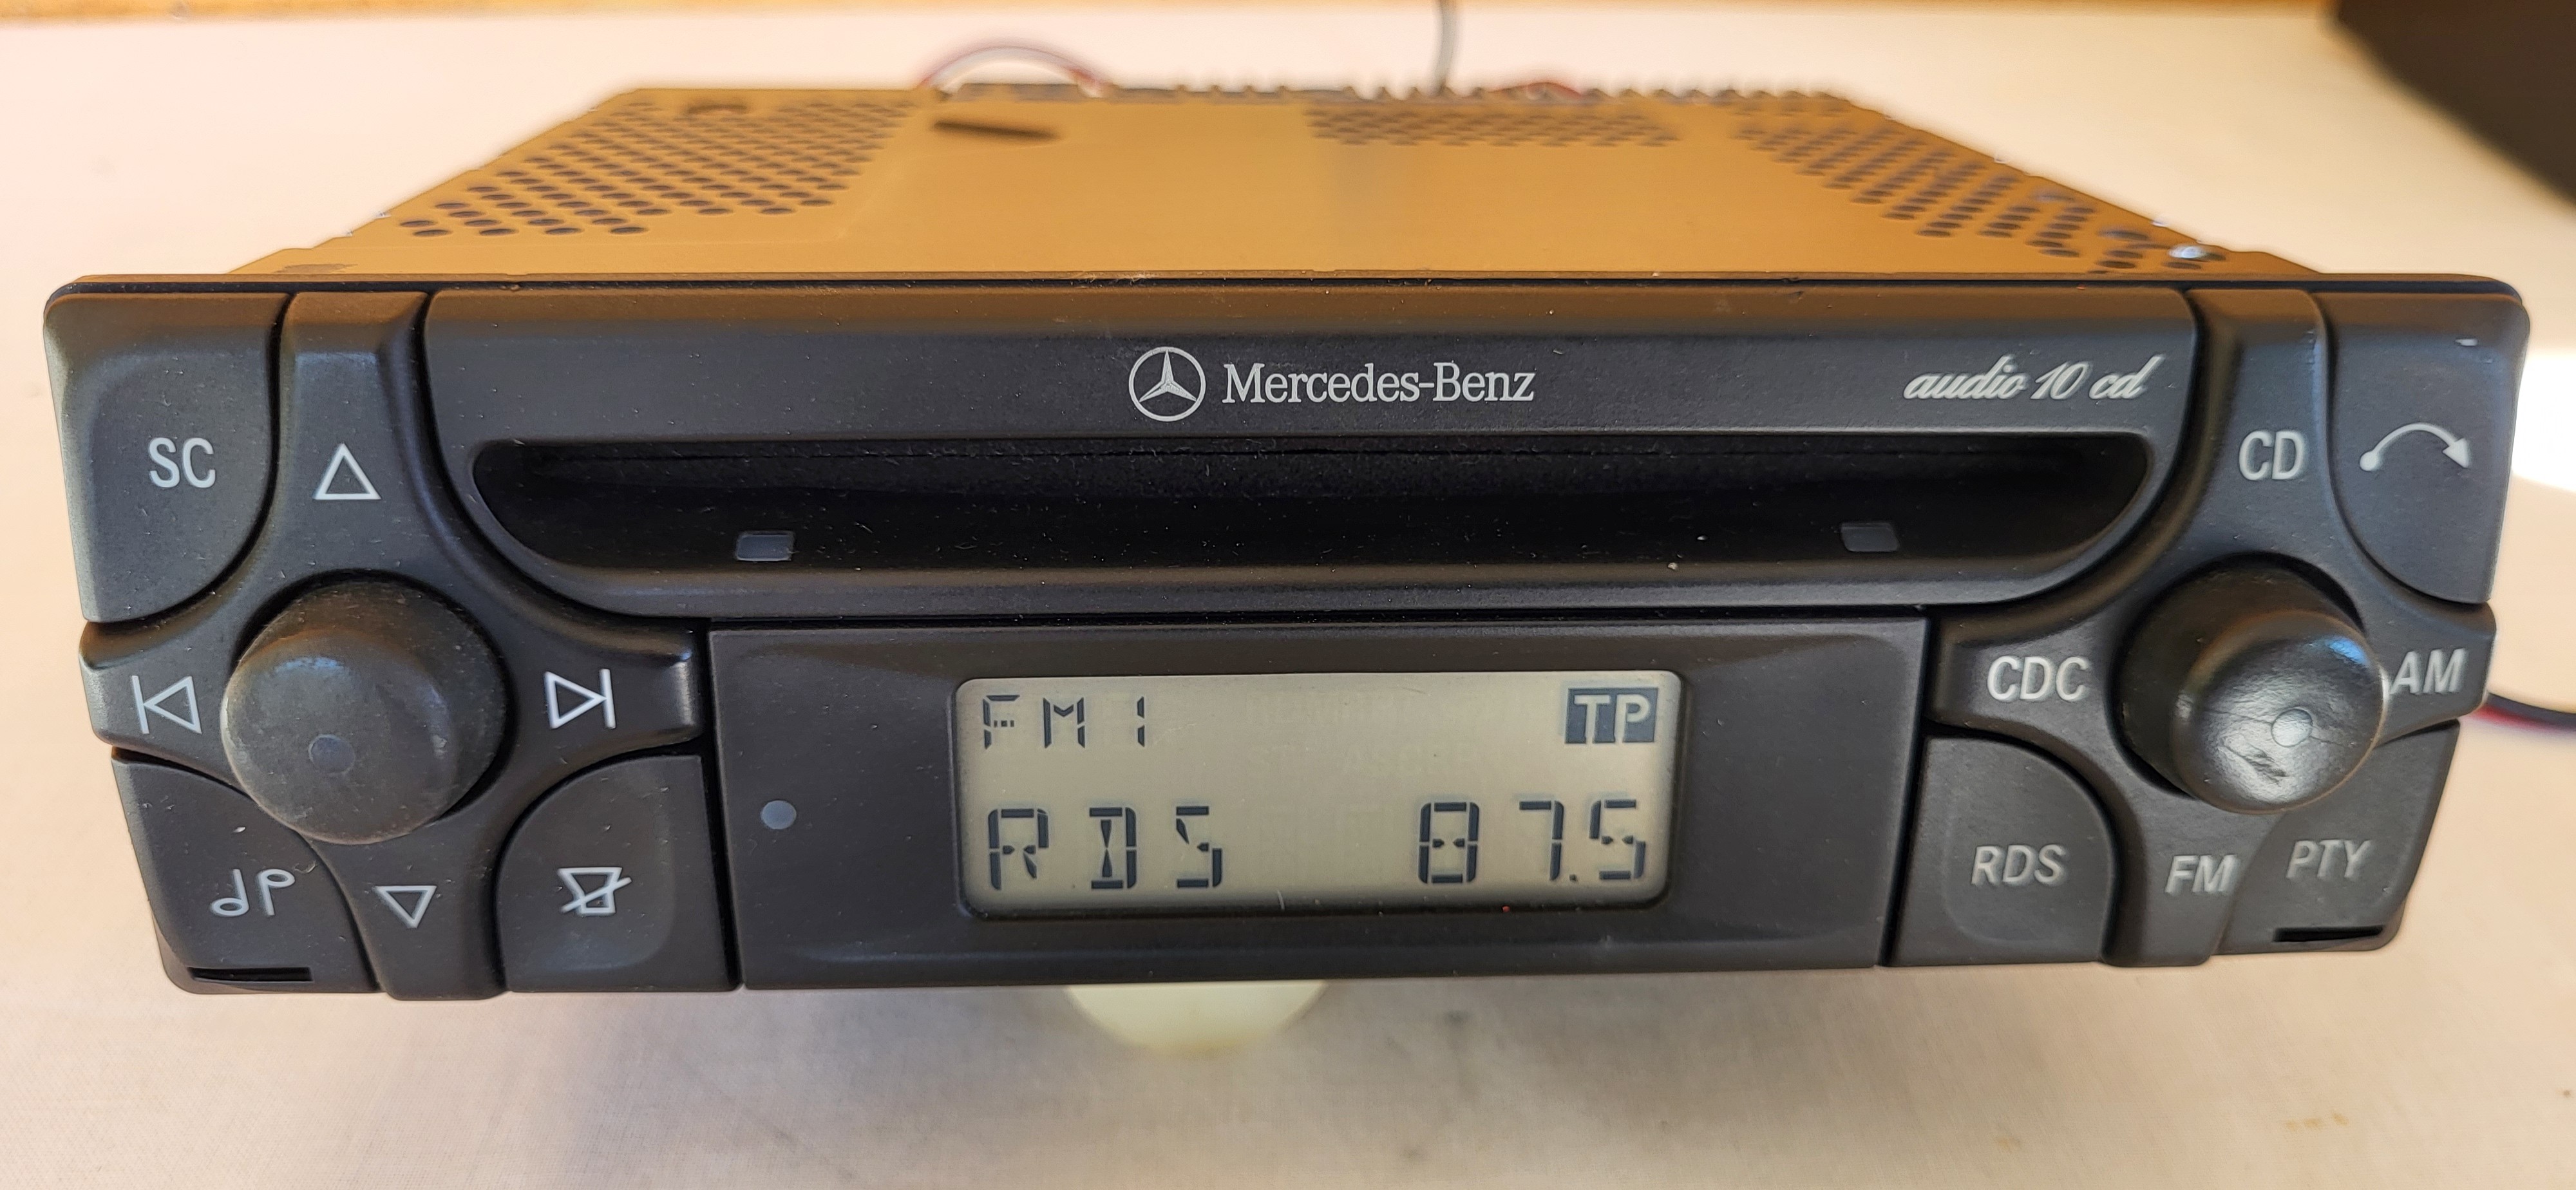 Mercedes-Benz
audio 10 cd
SC
CD
FM1 TP
CDC
AM
RDS 87.5
RDS
FM
PTY